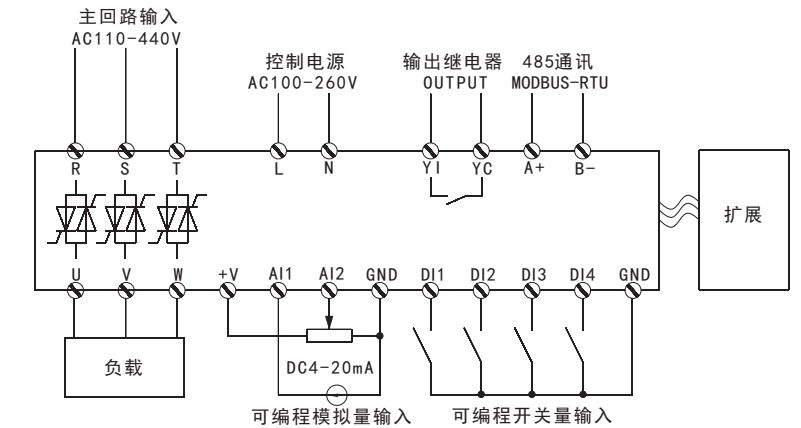 主回路输入
AC110-440V
控制电源
AC100-260V
输出继电器
OUTPUT
485通讯
MODBUS-RTU
R S T L N YI YC A+ B-
扩展
U V W +V AI1 AI2 GND DI1 DI2 DI3 DI4 GND
负载
DC4-20mA
可编程模拟量输入
可编程开关量输入